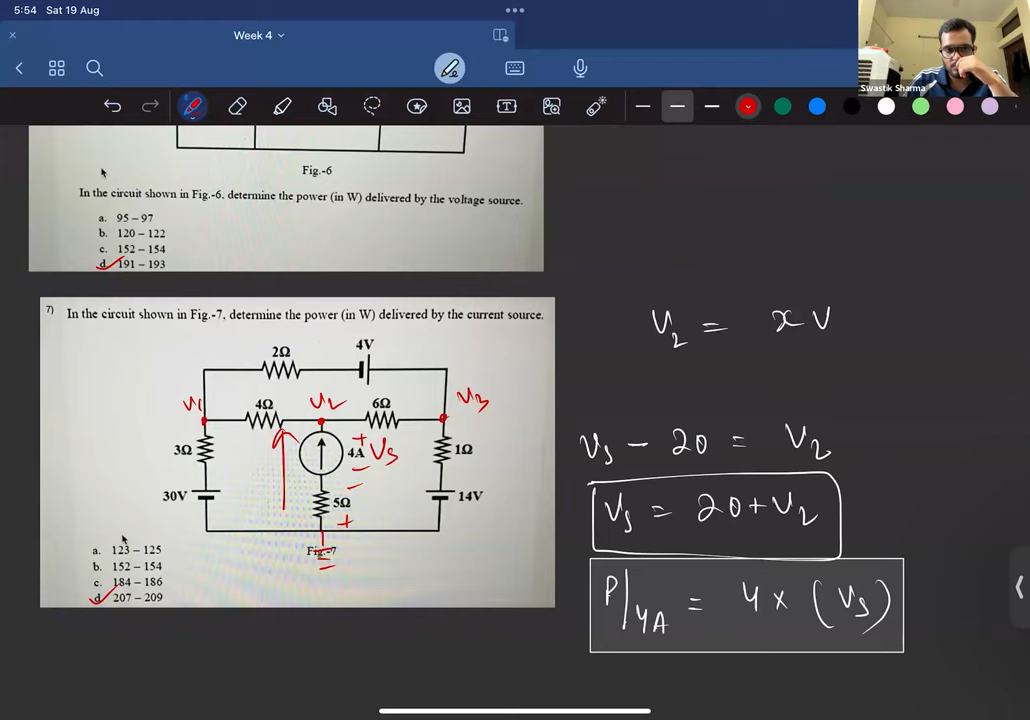 5:54 Sat 19 Aug
Week 4
Swastik Sharma
Fig.-6
In the circuit shown in Fig.-6, determine the power (in W) delivered by the voltage source.
a. 95 – 97
b. 120 – 122
c. 152 – 154
d. 191 – 193
7) In the circuit shown in Fig.-7, determine the power (in W) delivered by the current source.
4V
2Ω
V1 4Ω V2 6Ω V3
3Ω + 4A Vs 1Ω
–
30V – 5Ω 14V
+
Fig.-7
a. 123 – 125
b. 152 – 154
c. 184 – 186
d. 207 – 209
V2 = x V
Vs – 20 = V2
Vs = 20 + V2
P|4A = 4 × (Vs)